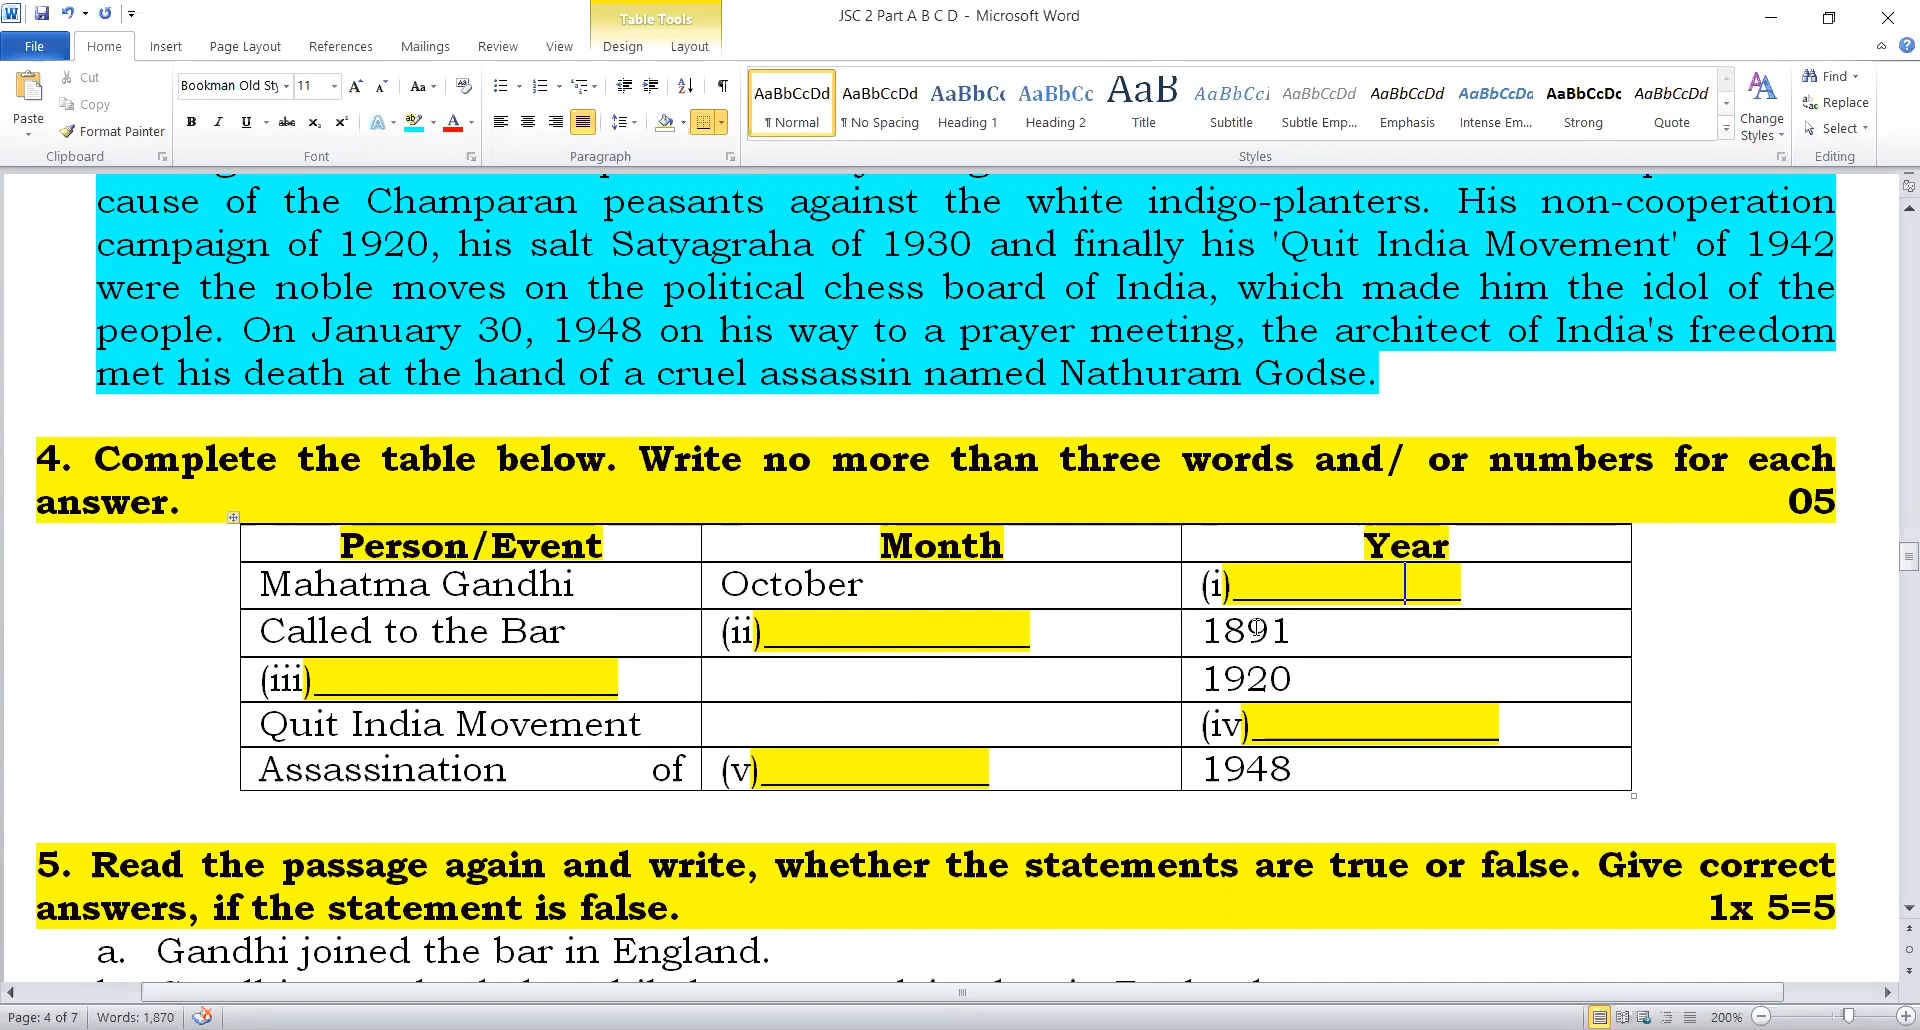 Table Tools
JSC 2 Part A B C D - Microsoft Word
File Home Insert Page Layout References Mailings Review View Design Layout
Paste
Cut
Copy
Format Painter
Clipboard
Bookman Old Sty 11
Font
Paragraph
AaBbCcDd AaBbCcDd AaBbCc AaBbCc AaB AaBbCcI AaBbCcDd AaBbCcDd AaBbCcDd AaBbCcDc AaBbCcDd
¶ Normal ¶ No Spacing Heading 1 Heading 2 Title Subtitle Subtle Emp... Emphasis Intense Em... Strong Quote
Styles
Change Styles
Find
Replace
Select
Editing
cause of the Champaran peasants against the white indigo-planters. His non-cooperation
campaign of 1920, his salt Satyagraha of 1930 and finally his 'Quit India Movement' of 1942
were the noble moves on the political chess board of India, which made him the idol of the
people. On January 30, 1948 on his way to a prayer meeting, the architect of India's freedom
met his death at the hand of a cruel assassin named Nathuram Godse.
4. Complete the table below. Write no more than three words and/ or numbers for each
answer. 05
Person/Event Month Year
Mahatma Gandhi October (i)____________
Called to the Bar (ii)______________ 1891
(iii)________________ 1920
Quit India Movement (iv)_____________
Assassination of (v)____________ 1948
5. Read the passage again and write, whether the statements are true or false. Give correct
answers, if the statement is false. 1x 5=5
a. Gandhi joined the bar in England.
Page: 4 of 7 Words: 1,870 200%